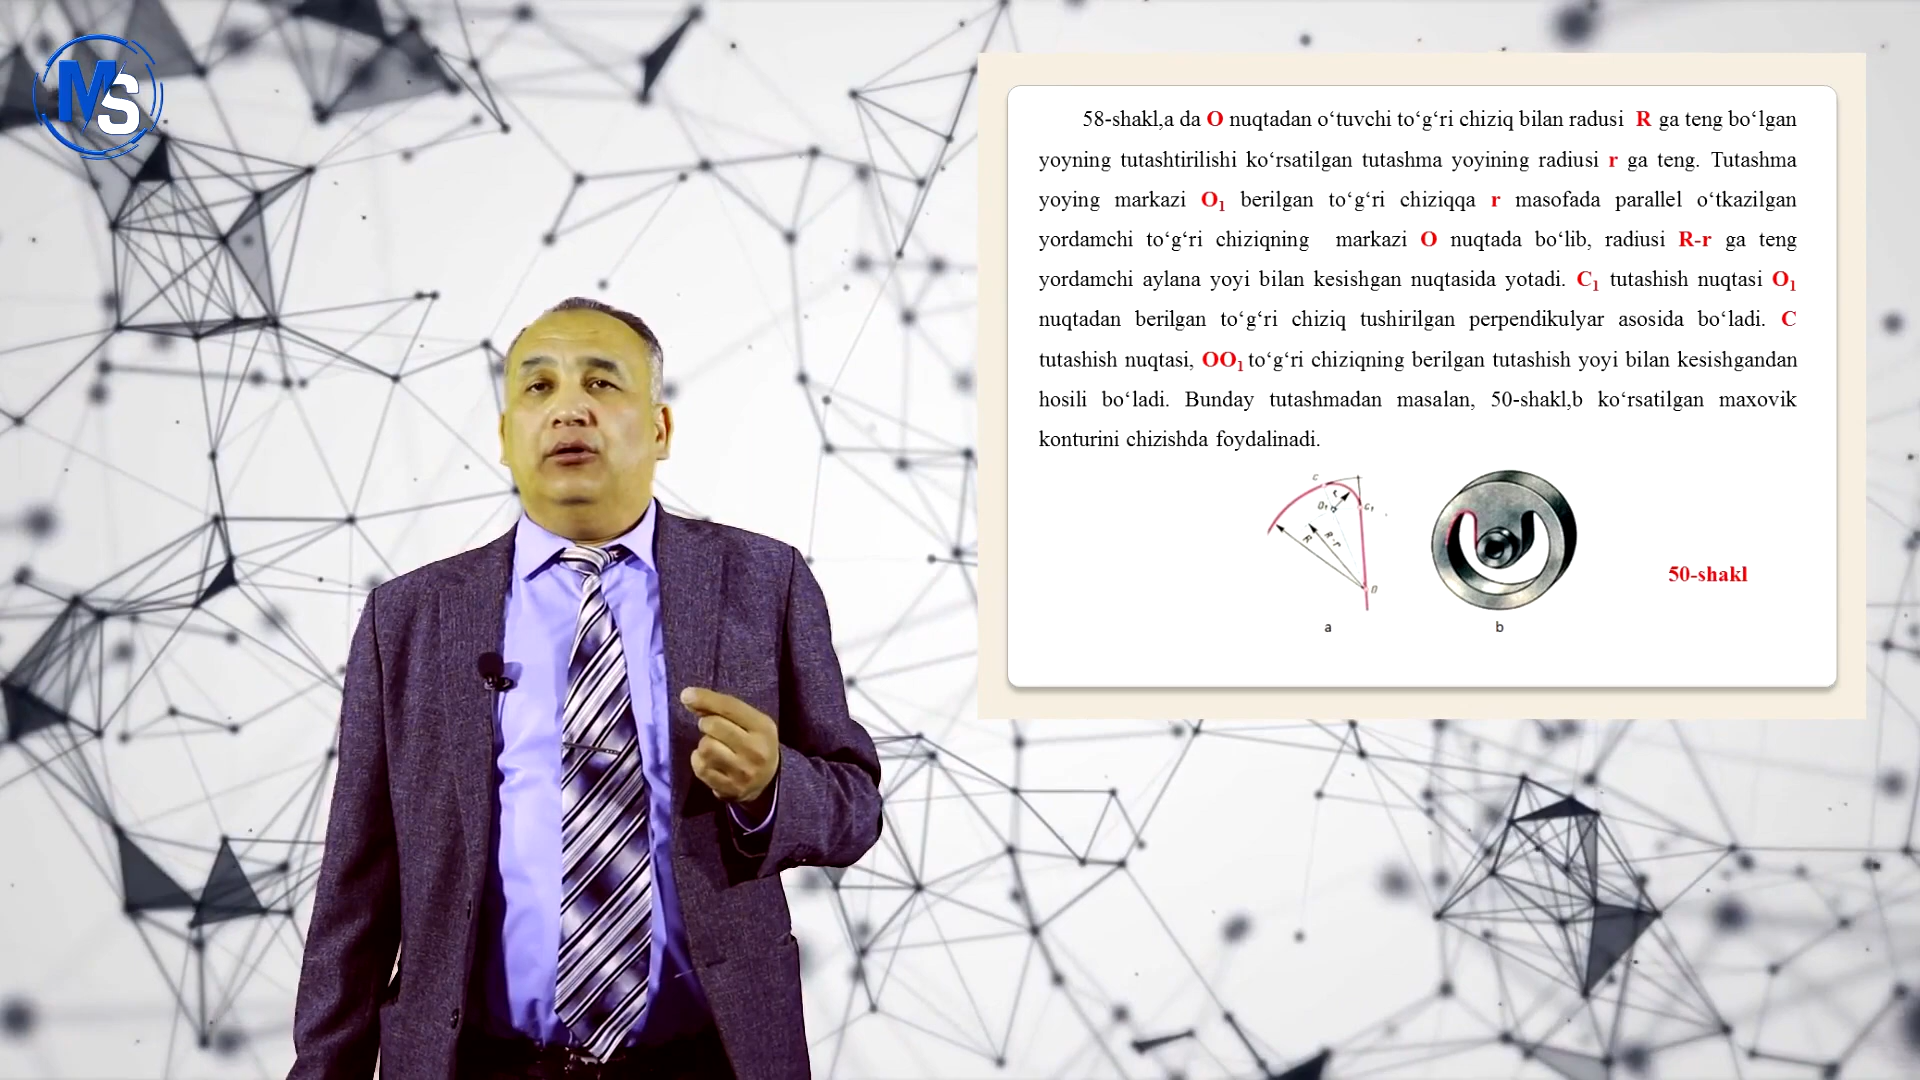 MS
58-shakl,a da O nuqtadan o‘tuvchi to‘g‘ri chiziq bilan radusi R ga teng bo‘lgan
yoyning tutashtirilishi ko‘rsatilgan tutashma yoyining radiusi r ga teng. Tutashma
yoying markazi O₁ berilgan to‘g‘ri chiziqqa r masofada parallel o‘tkazilgan
yordamchi to‘g‘ri chiziqning markazi O nuqtada bo‘lib, radiusi R-r ga teng
yordamchi aylana yoyi bilan kesishgan nuqtasida yotadi. C₁ tutashish nuqtasi O₁
nuqtadan berilgan to‘g‘ri chiziq tushirilgan perpendikulyar asosida bo‘ladi. C
tutashish nuqtasi, OO₁ to‘g‘ri chiziqning berilgan tutashish yoyi bilan kesishgandan
hosili bo‘ladi. Bunday tutashmadan masalan, 50-shakl,b ko‘rsatilgan maxovik
konturini chizishda foydalinadi.
C
r
O₁
C₁
R
R-r
O
50-shakl
a
b